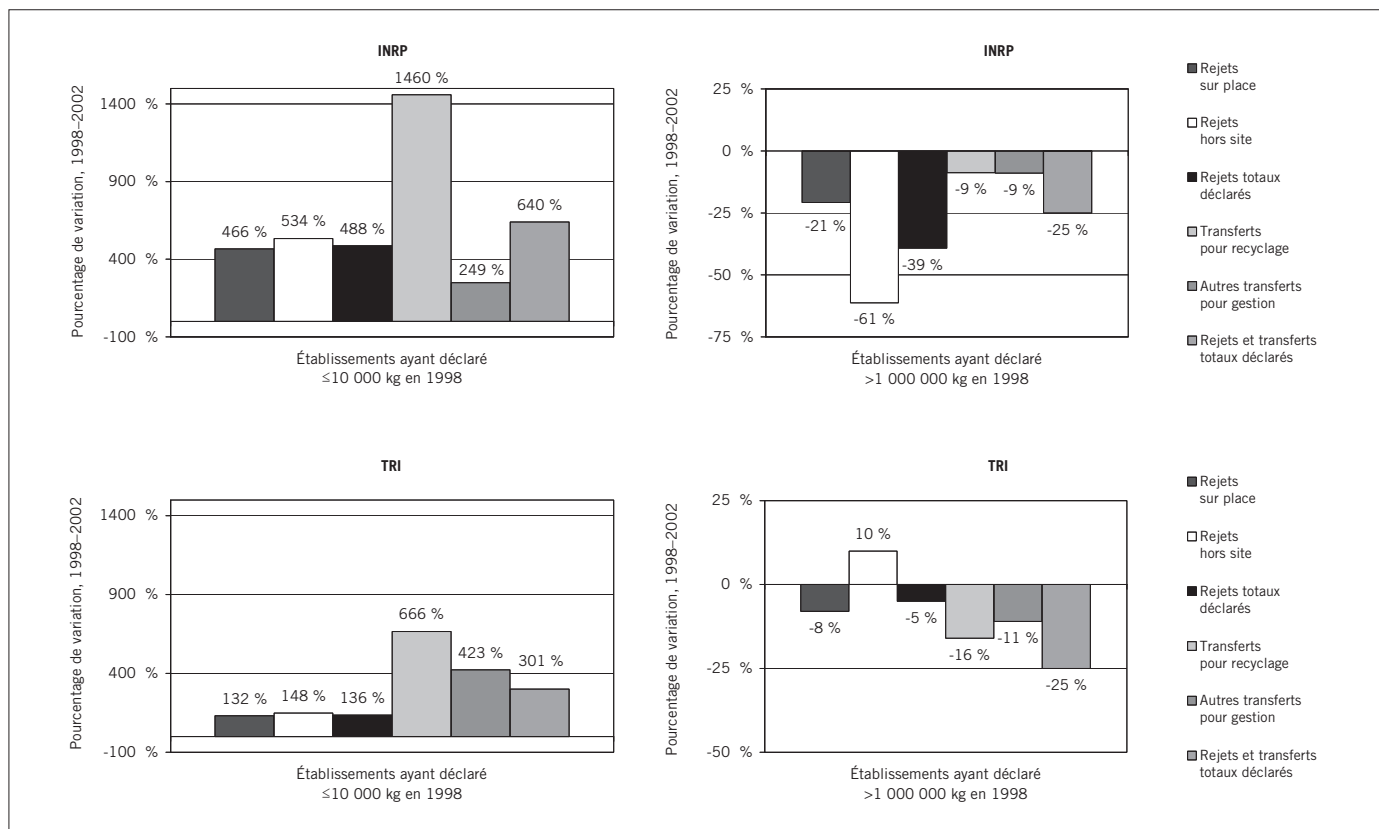 INRP
Pourcentage de variation, 1998–2002
1400 %
900 %
400 %
-100 %
466 %
534 %
488 %
1460 %
249 %
640 %
Établissements ayant déclaré
≤10 000 kg en 1998
INRP
Pourcentage de variation, 1998–2002
25 %
0 %
-25 %
-50 %
-75 %
-21 %
-61 %
-39 %
-9 %
-9 %
-25 %
Établissements ayant déclaré
>1 000 000 kg en 1998
Rejets
sur place
Rejets
hors site
Rejets totaux
déclarés
Transferts
pour recyclage
Autres transferts
pour gestion
Rejets et transferts
totaux déclarés
TRI
Pourcentage de variation, 1998–2002
1400 %
900 %
400 %
-100 %
132 %
148 %
136 %
666 %
423 %
301 %
Établissements ayant déclaré
≤10 000 kg en 1998
TRI
Pourcentage de variation, 1998–2002
25 %
0 %
-25 %
-50 %
-8 %
10 %
-5 %
-16 %
-11 %
-25 %
Établissements ayant déclaré
>1 000 000 kg en 1998
Rejets
sur place
Rejets
hors site
Rejets totaux
déclarés
Transferts
pour recyclage
Autres transferts
pour gestion
Rejets et transferts
totaux déclarés